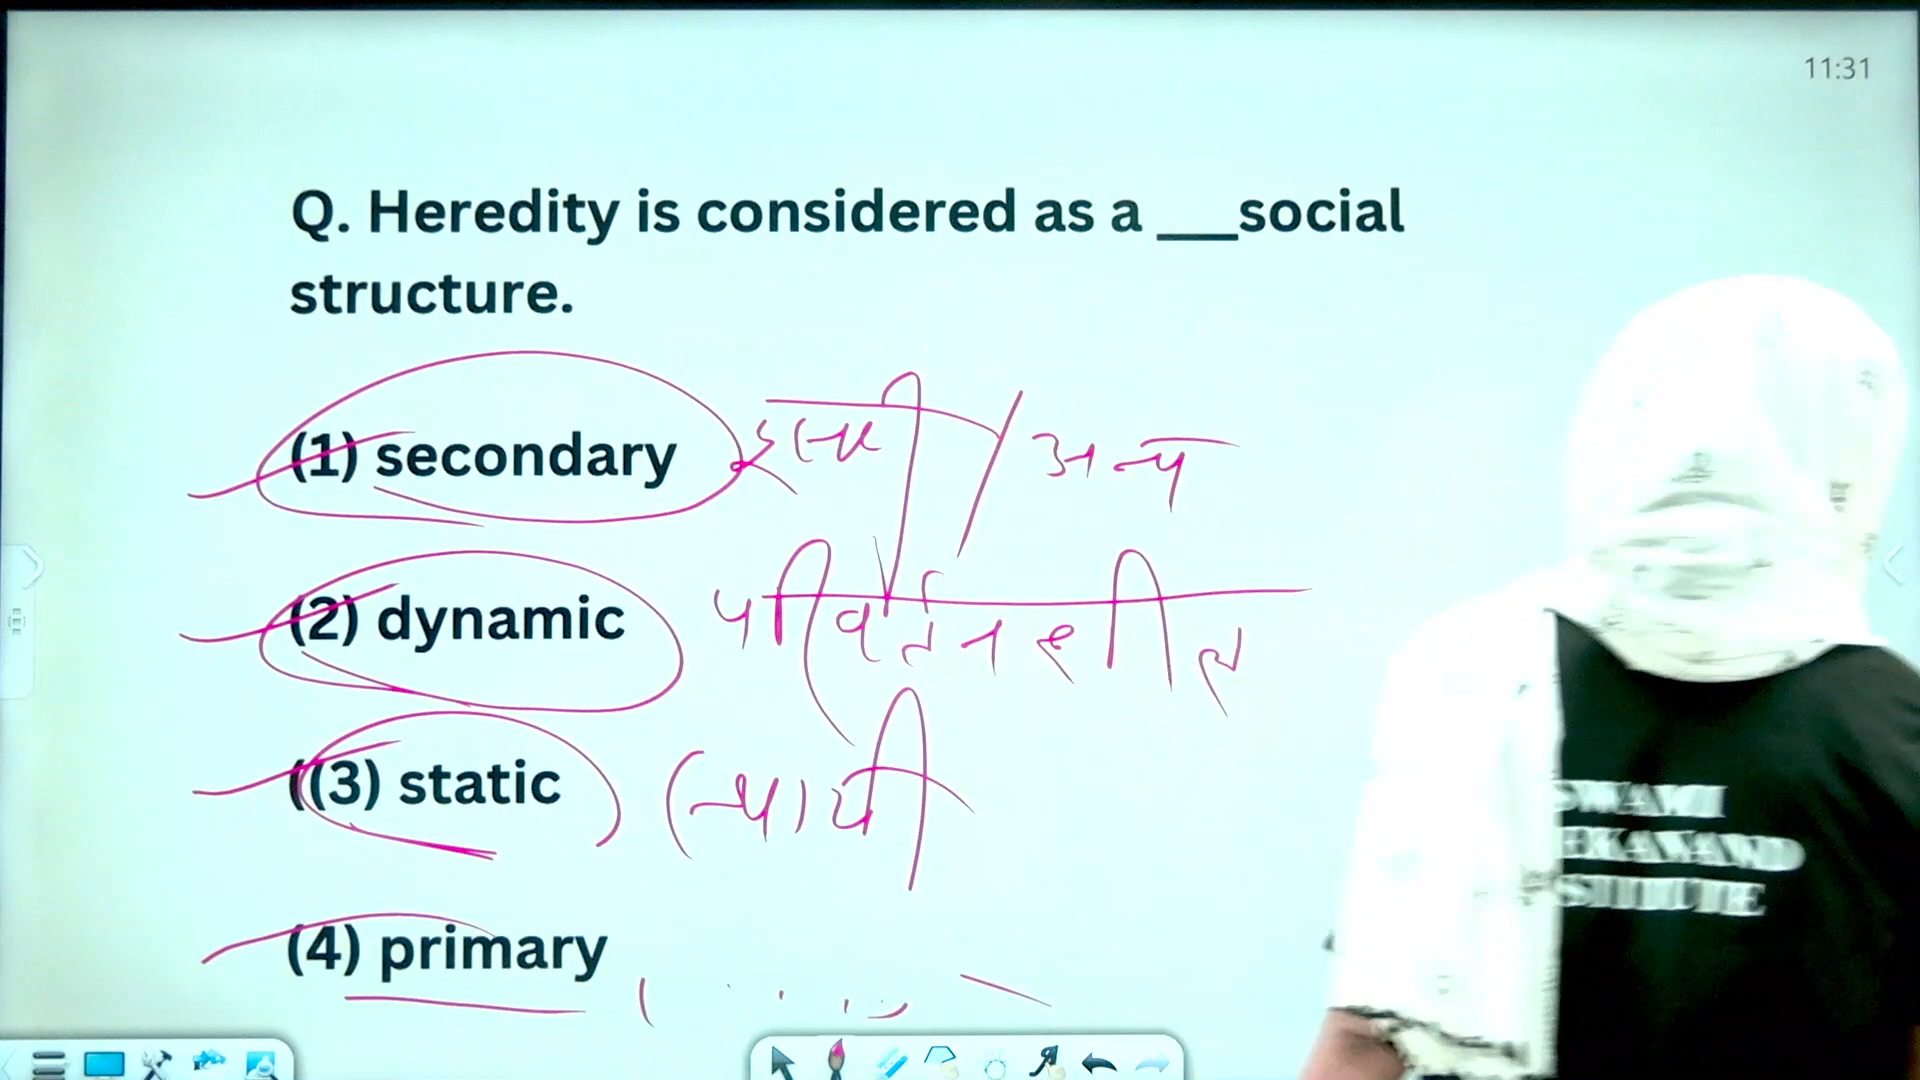 11:31
Q. Heredity is considered as a ___social
structure.
(1) secondary
/ अन्य
(2) dynamic परिवर्तनशील
((3) static स्थायी
(4) primary
SWAMI